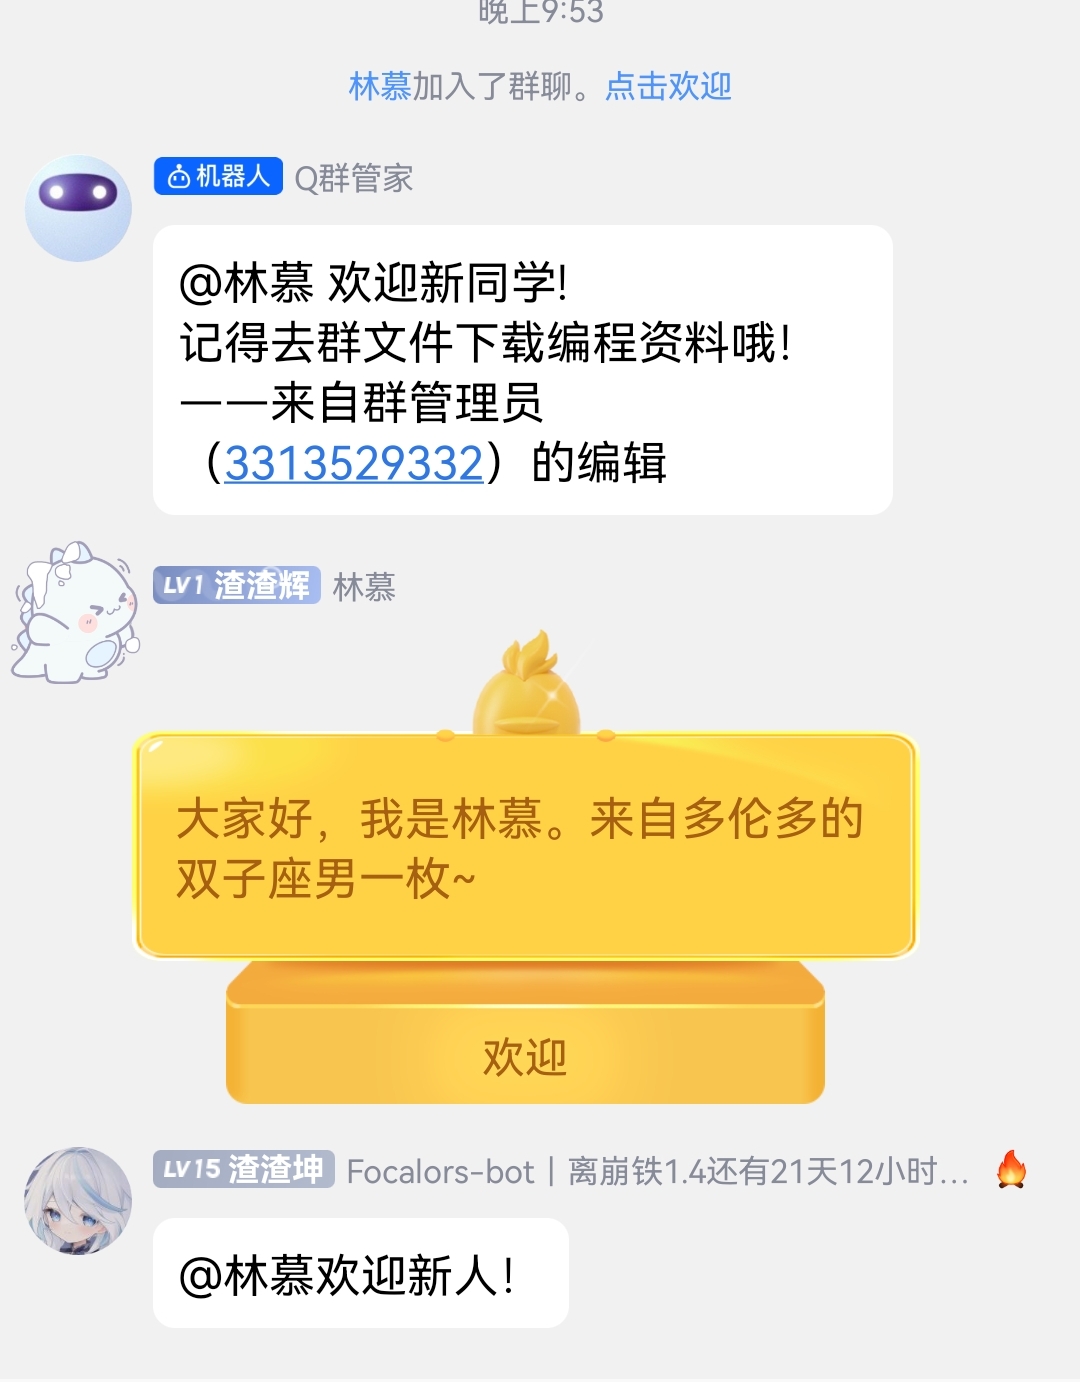 晚上9:53
林慕加入了群聊。点击欢迎
机器人 Q群管家
@林慕 欢迎新同学!
记得去群文件下载编程资料哦!
——来自群管理员
（3313529332）的编辑
LV1 渣渣辉 林慕
大家好，我是林慕。来自多伦多的
双子座男一枚~
欢迎
LV15 渣渣坤 Focalors-bot｜离崩铁1.4还有21天12小时...
@林慕欢迎新人!